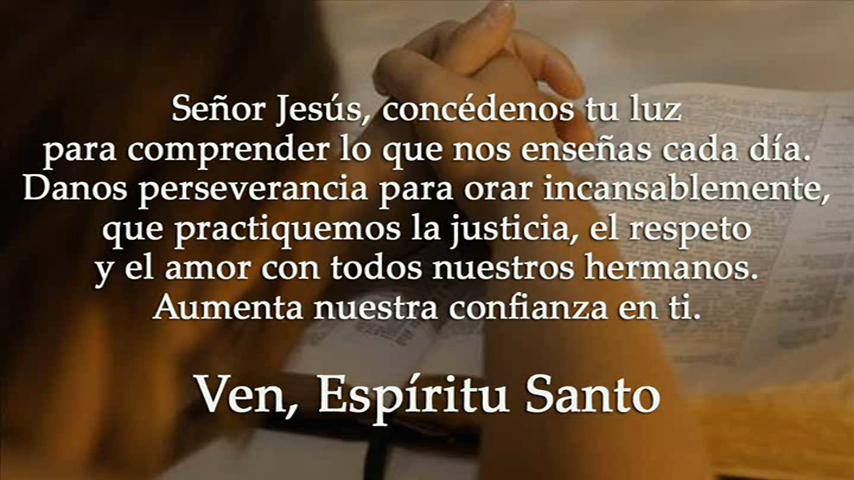 Señor Jesús, concédenos tu luz
para comprender lo que nos enseñas cada día.
Danos perseverancia para orar incansablemente,
que practiquemos la justicia, el respeto
y el amor con todos nuestros hermanos.
Aumenta nuestra confianza en ti.
Ven, Espíritu Santo